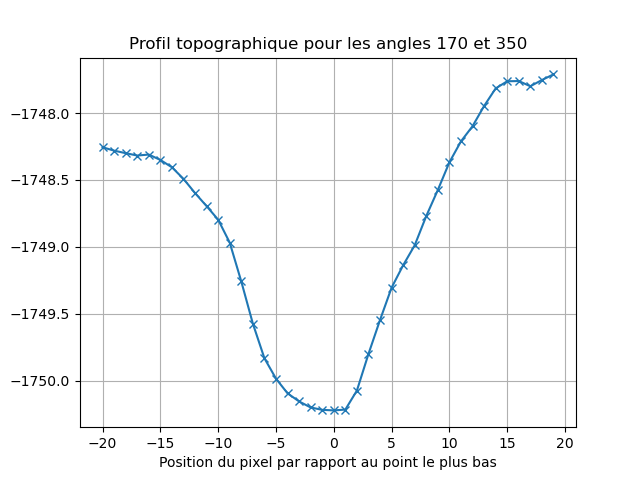 Profil topographique pour les angles 170 et 350
−1748.0
−1748.5
−1749.0
−1749.5
−1750.0
−20 −15 −10 −5 0 5 10 15 20
Position du pixel par rapport au point le plus bas